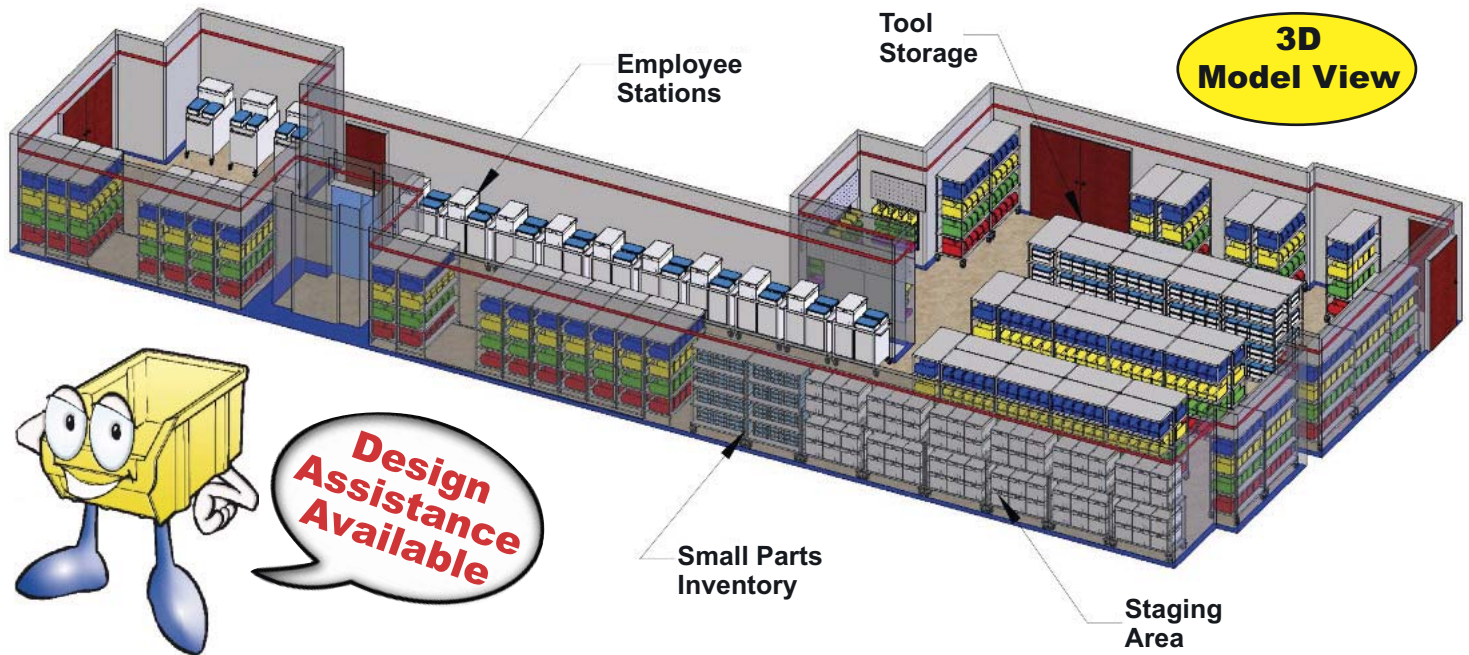 Tool
Storage
3D
Model View
Employee
Stations
Design
Assistance
Available
Small Parts
Inventory
Staging
Area